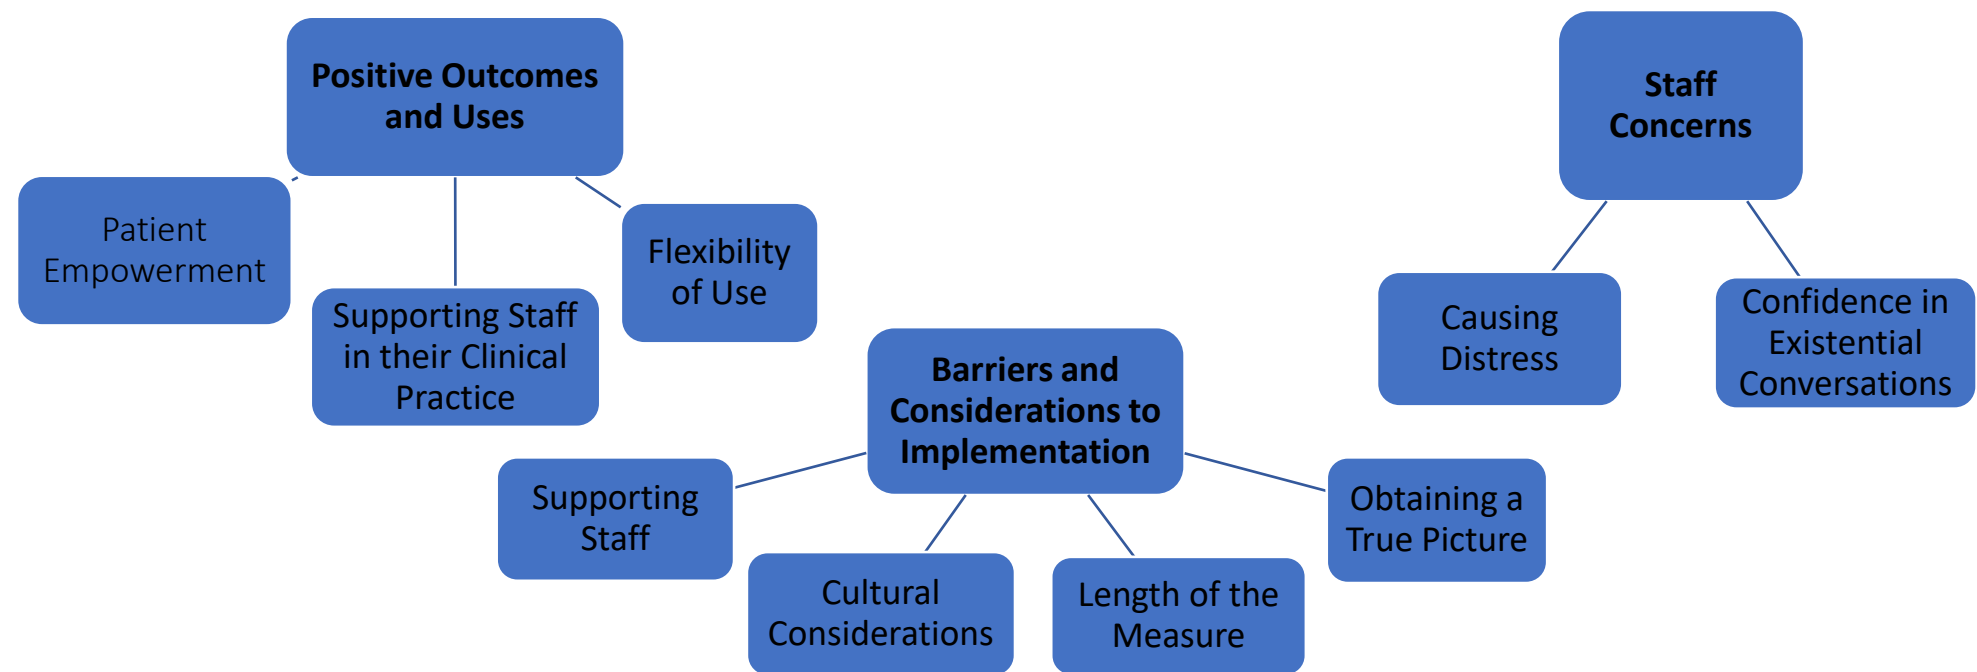 Positive Outcomes
and Uses
Patient
Empowerment
Supporting Staff
in their Clinical
Practice
Flexibility
of Use
Barriers and
Considerations to
Implementation
Supporting
Staff
Cultural
Considerations
Length of the
Measure
Obtaining a
True Picture
Staff
Concerns
Causing
Distress
Confidence in
Existential
Conversations